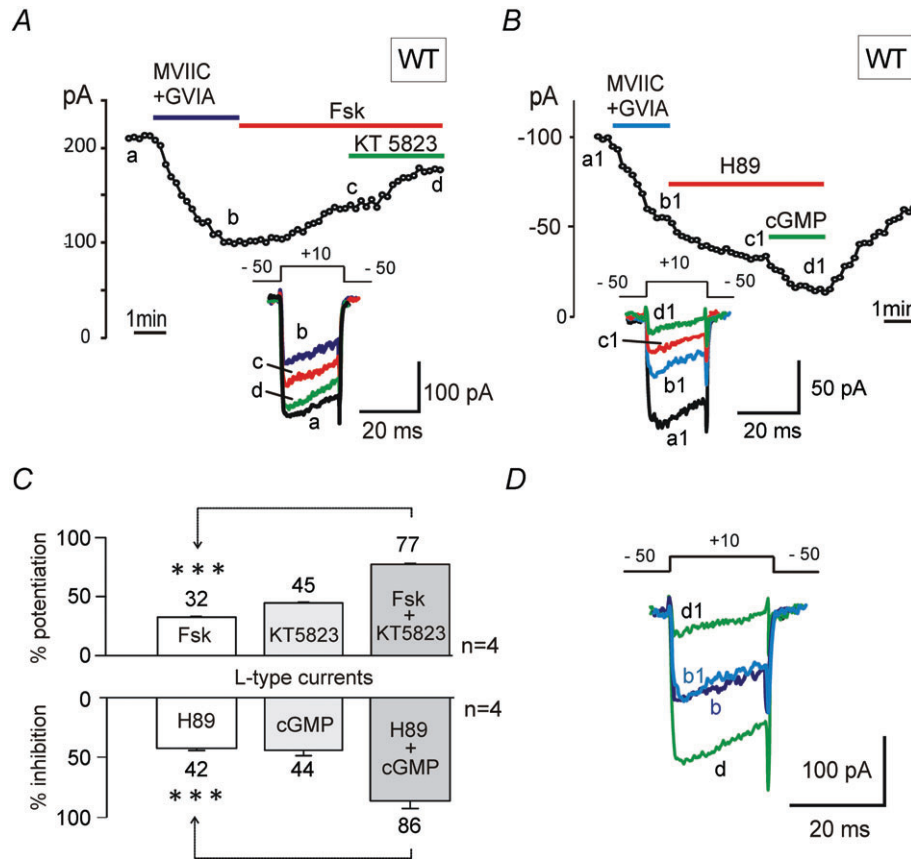 A
WT
pA
MVIIC
+GVIA
Fsk
KT 5823
200
100
0
a
b
c
d
1min
- 50
+10
- 50
b
c
d
a
100 pA
20 ms
B
WT
pA
MVIIC
+GVIA
H89
cGMP
-100
-50
0
a1
b1
c1
d1
1min
- 50
+10
- 50
d1
c1
b1
a1
50 pA
20 ms
C
% potentiation
100
50
0
***
32
Fsk
45
KT5823
77
Fsk
+
KT5823
n=4
L-type currents
% inhibition
0
50
100
H89
42
***
cGMP
44
H89
+
cGMP
86
n=4
D
- 50
+10
- 50
d1
b1
b
d
100 pA
20 ms